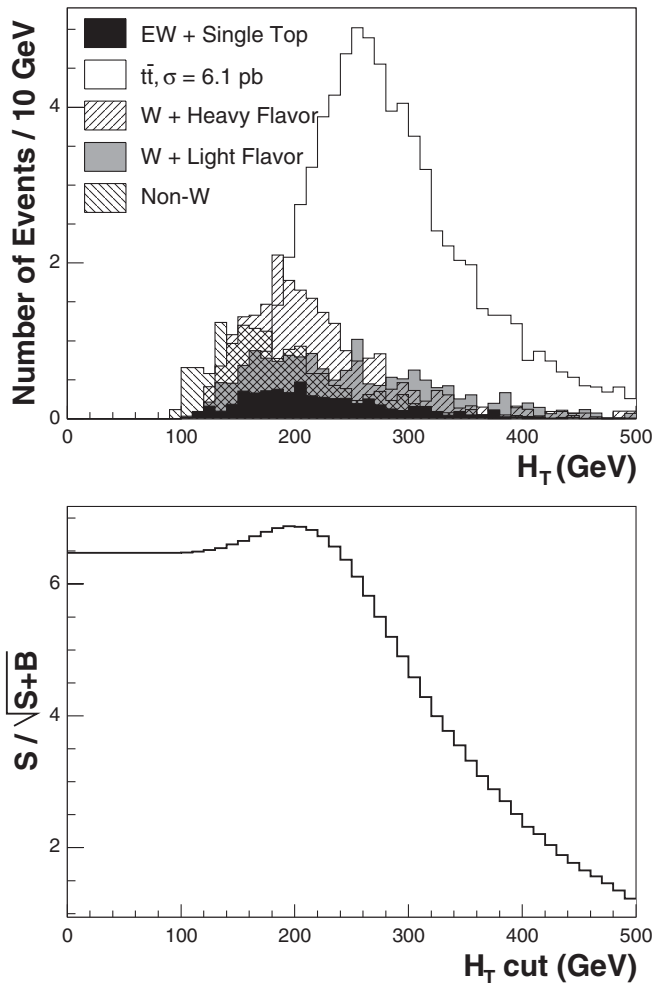 EW + Single Top
tt̄, σ = 6.1 pb
W + Heavy Flavor
W + Light Flavor
Non-W
Number of Events / 10 GeV
4
2
0
0 100 200 300 400 500
H_T (GeV)
S / √S+B
6
4
2
0 100 200 300 400 500
H_T cut (GeV)